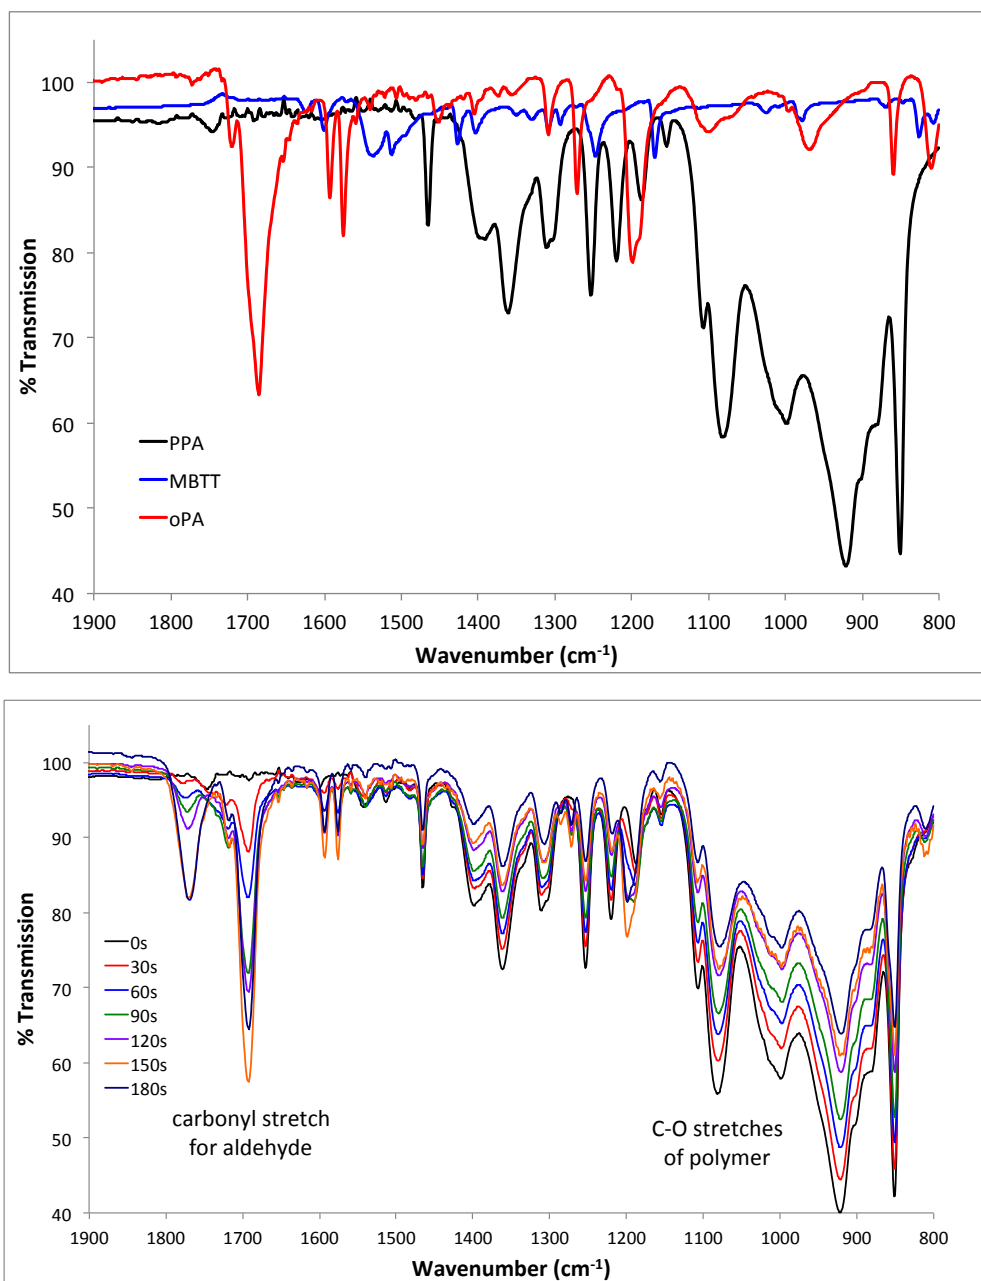 100
90
80
70
60
50
40
% Transmission
PPA
MBTT
oPA
1900 1800 1700 1600 1500 1400 1300 1200 1100 1000 900 800
Wavenumber (cm⁻¹)
100
90
80
70
60
50
40
% Transmission
0s
30s
60s
90s
120s
150s
180s
carbonyl stretch
for aldehyde
C-O stretches
of polymer
1900 1800 1700 1600 1500 1400 1300 1200 1100 1000 900 800
Wavenumber (cm⁻¹)